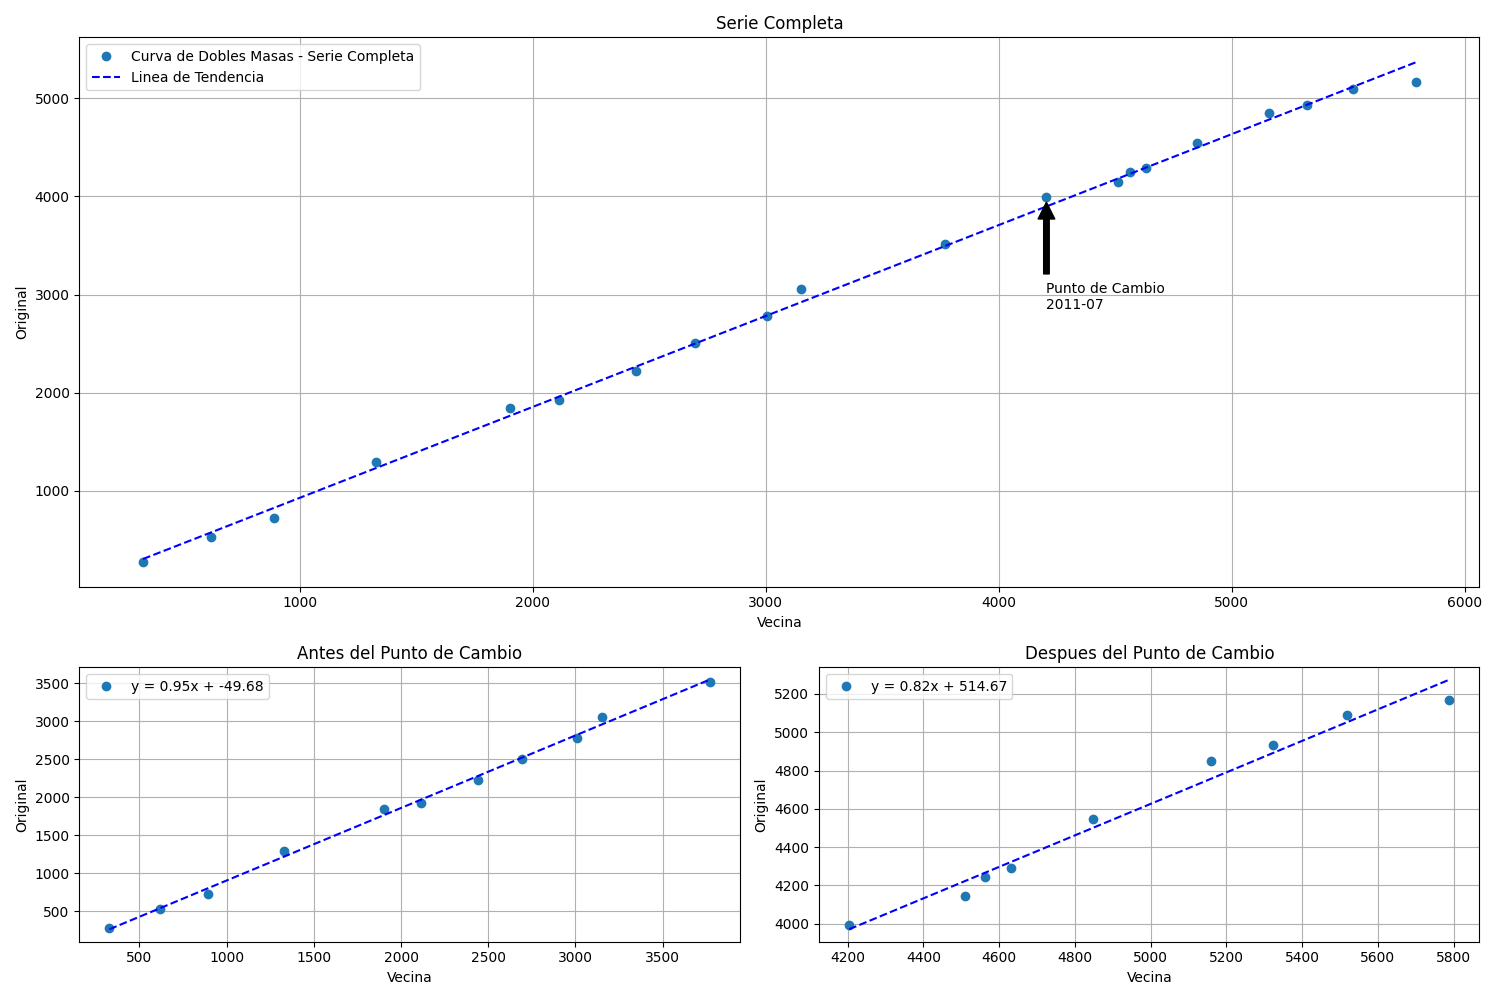 Serie Completa
Curva de Dobles Masas - Serie Completa
Linea de Tendencia
Original
5000
4000
3000
2000
1000
Punto de Cambio
2011-07
1000 2000 3000 4000 5000 6000
Vecina
Antes del Punto de Cambio
y = 0.95x + -49.68
Original
3500
3000
2500
2000
1500
1000
500
500 1000 1500 2000 2500 3000 3500
Vecina
Despues del Punto de Cambio
y = 0.82x + 514.67
Original
5200
5000
4800
4600
4400
4200
4000
4200 4400 4600 4800 5000 5200 5400 5600 5800
Vecina